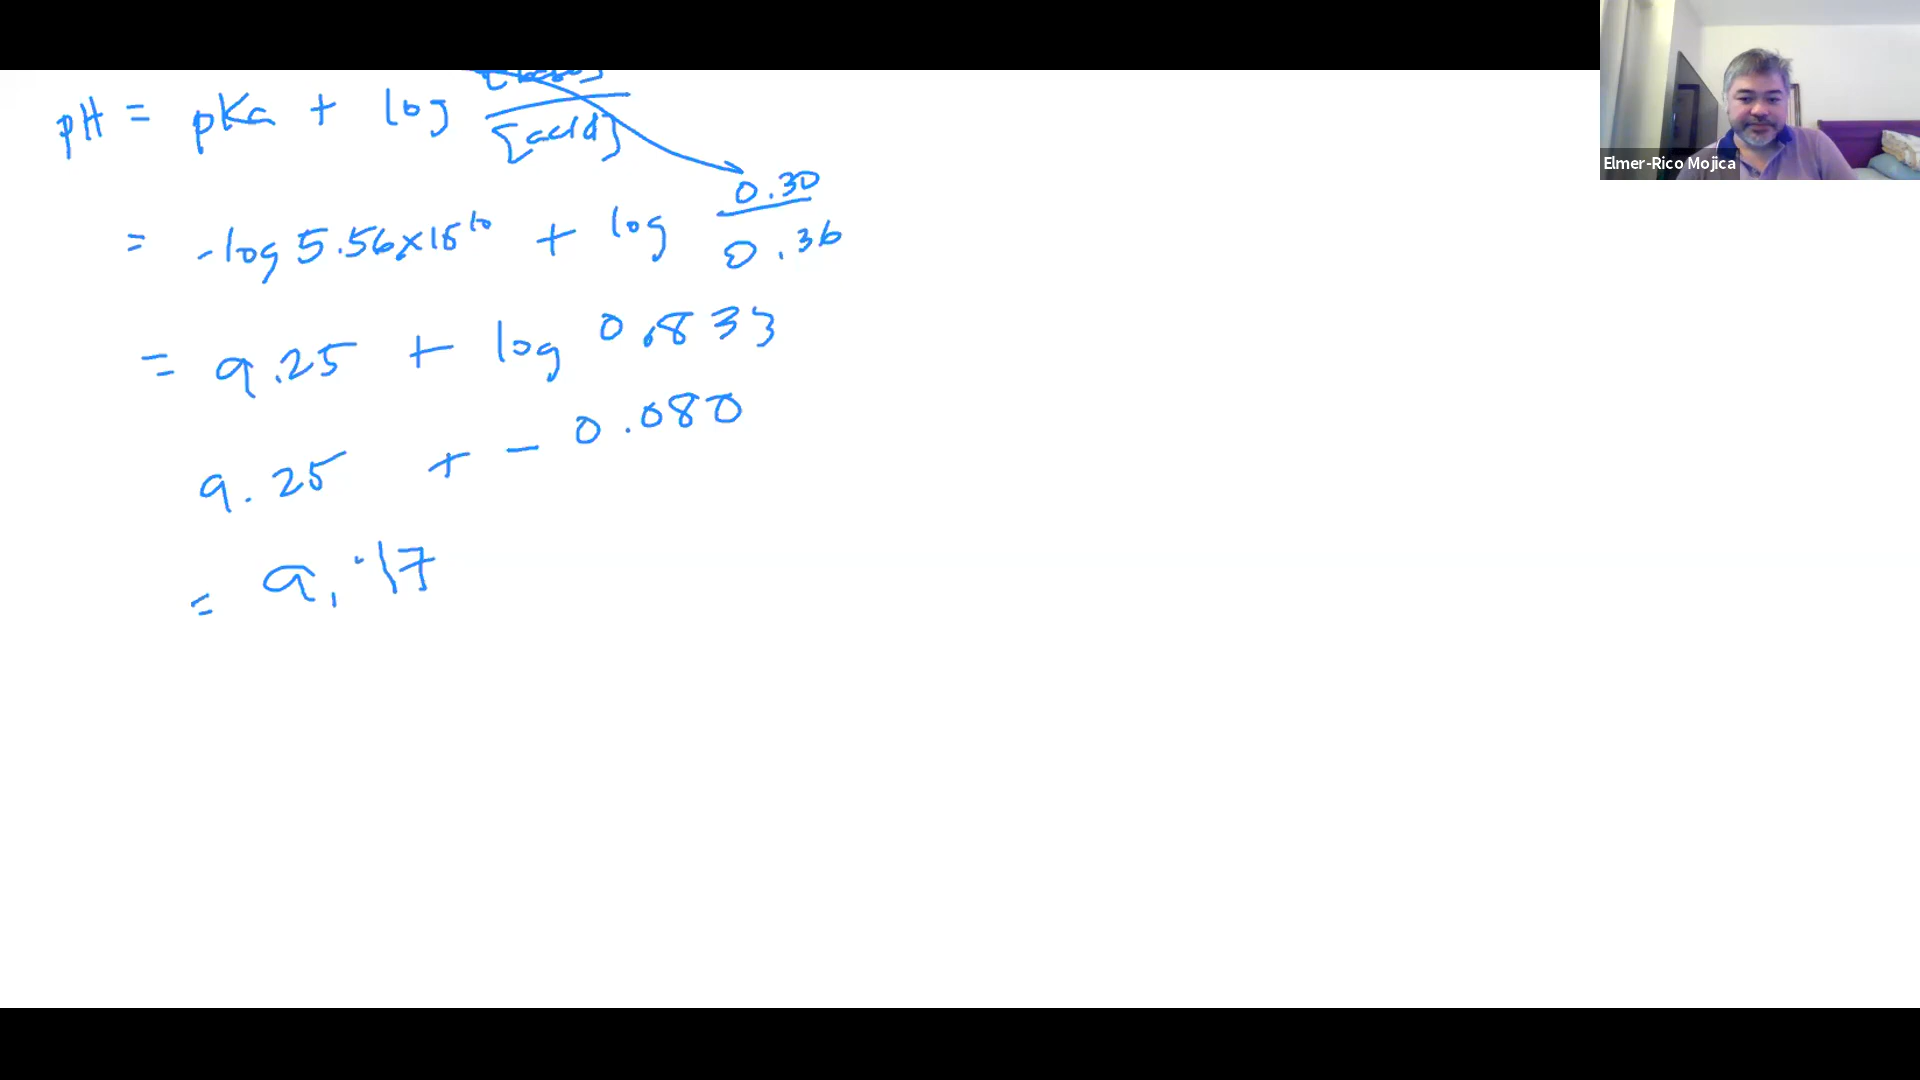 pH = pKa + log [base]/[acid]
= -log 5.56x10^-10 + log 0.30/0.36
= 9.25 + log 0.833
9.25 + - 0.080
= 9.17
Elmer-Rico Mojica